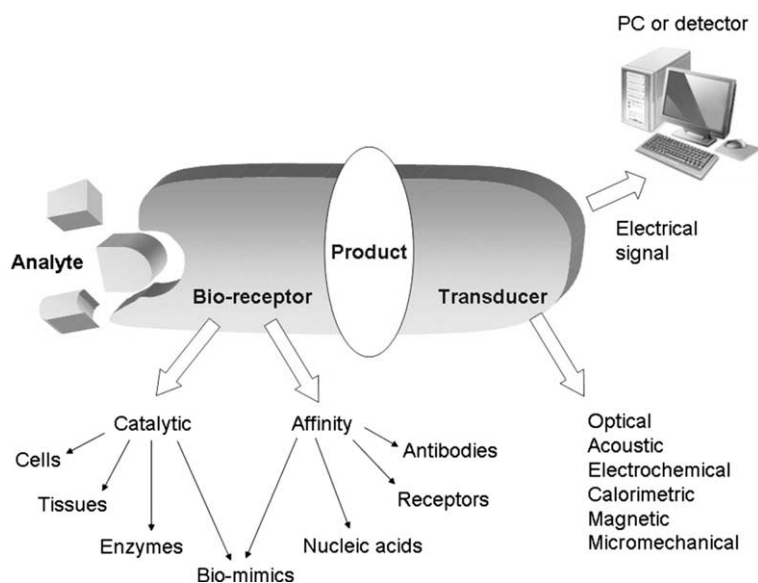 PC or detector
Analyte
Product
Electrical
signal
Bio-receptor
Transducer
Catalytic
Affinity
Cells
Tissues
Enzymes
Bio-mimics
Nucleic acids
Receptors
Antibodies
Optical
Acoustic
Electrochemical
Calorimetric
Magnetic
Micromechanical